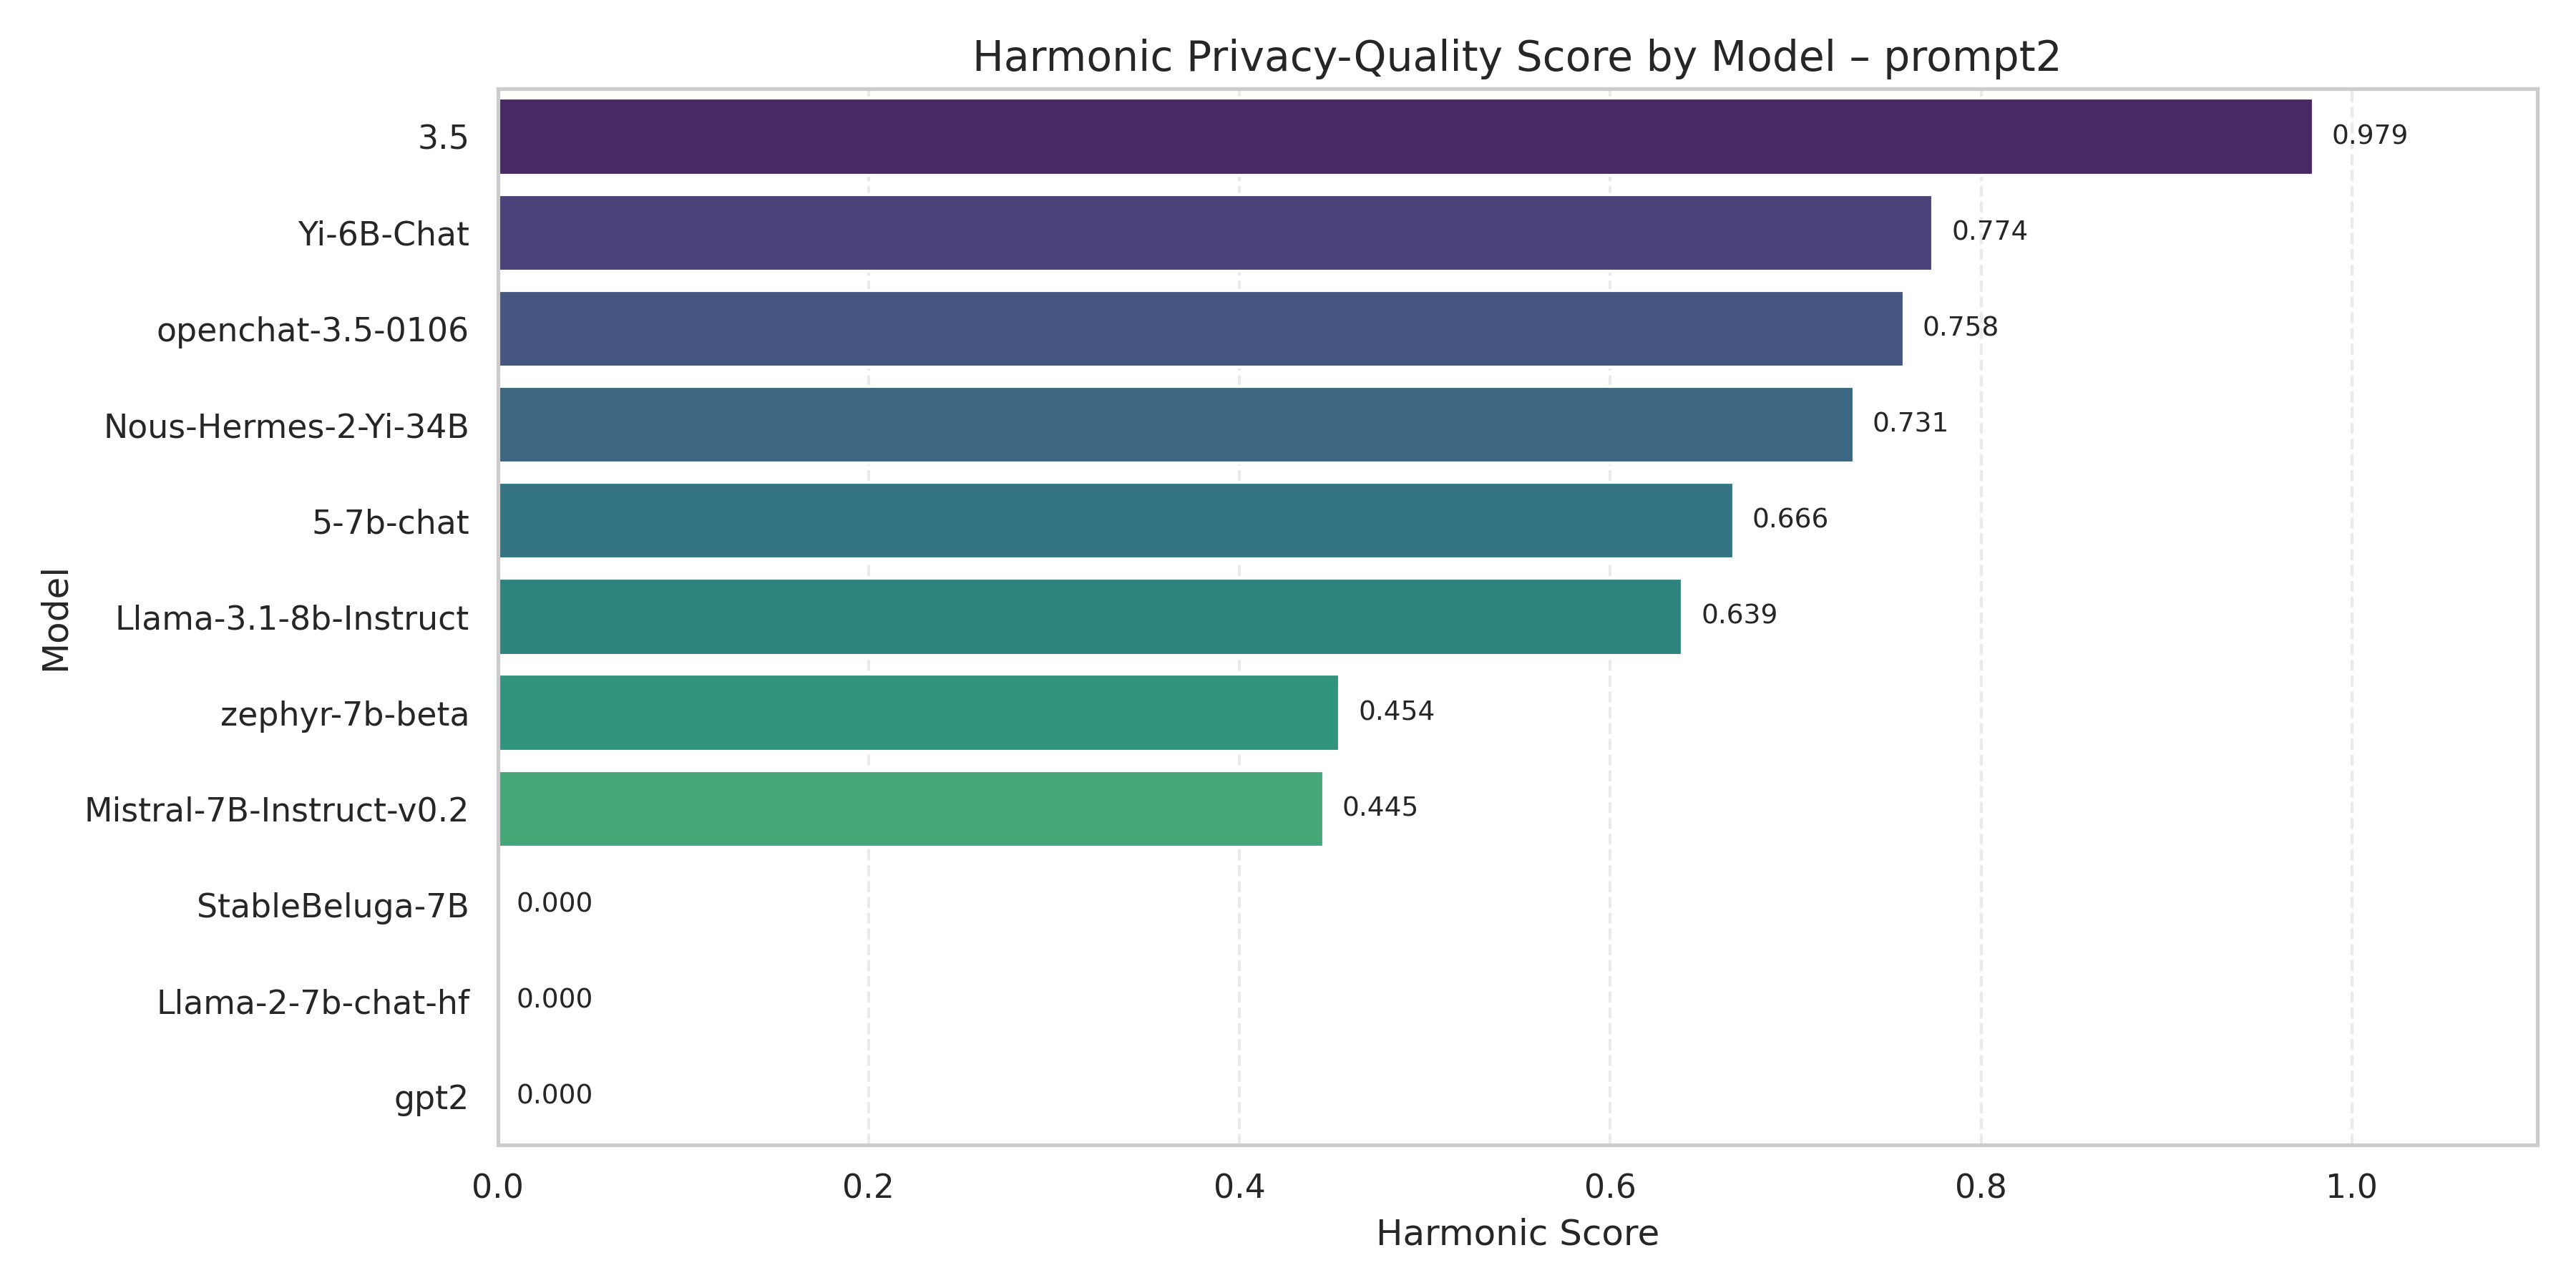 Harmonic Privacy-Quality Score by Model – prompt2
3.5 0.979
Yi-6B-Chat 0.774
openchat-3.5-0106 0.758
Nous-Hermes-2-Yi-34B 0.731
5-7b-chat 0.666
Llama-3.1-8b-Instruct 0.639
zephyr-7b-beta 0.454
Mistral-7B-Instruct-v0.2 0.445
StableBeluga-7B 0.000
Llama-2-7b-chat-hf 0.000
gpt2 0.000
Model
0.0 0.2 0.4 0.6 0.8 1.0
Harmonic Score